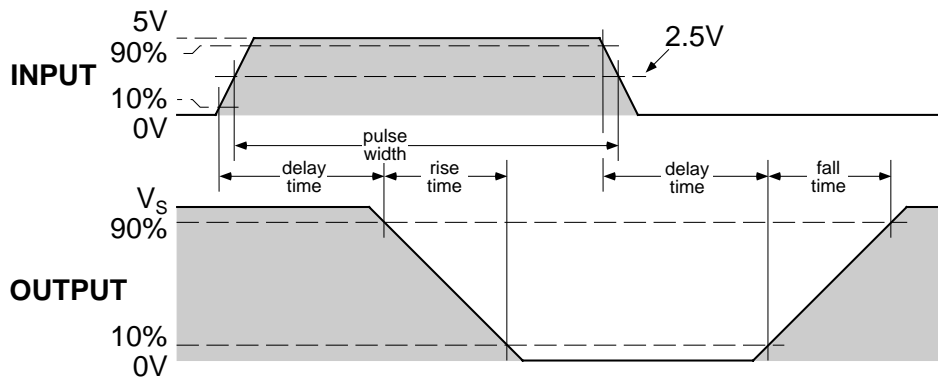 5V
90%
INPUT
10%
0V
2.5V
pulse
width
delay
time
rise
time
delay
time
fall
time
VS
90%
OUTPUT
10%
0V